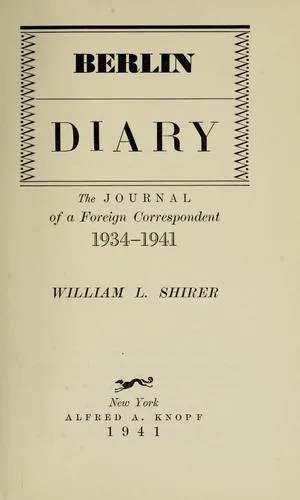 BERLIN
DIARY
The JOURNAL
of a Foreign Correspondent
1934–1941
WILLIAM L. SHIRER
New York
ALFRED A. KNOPF
1941